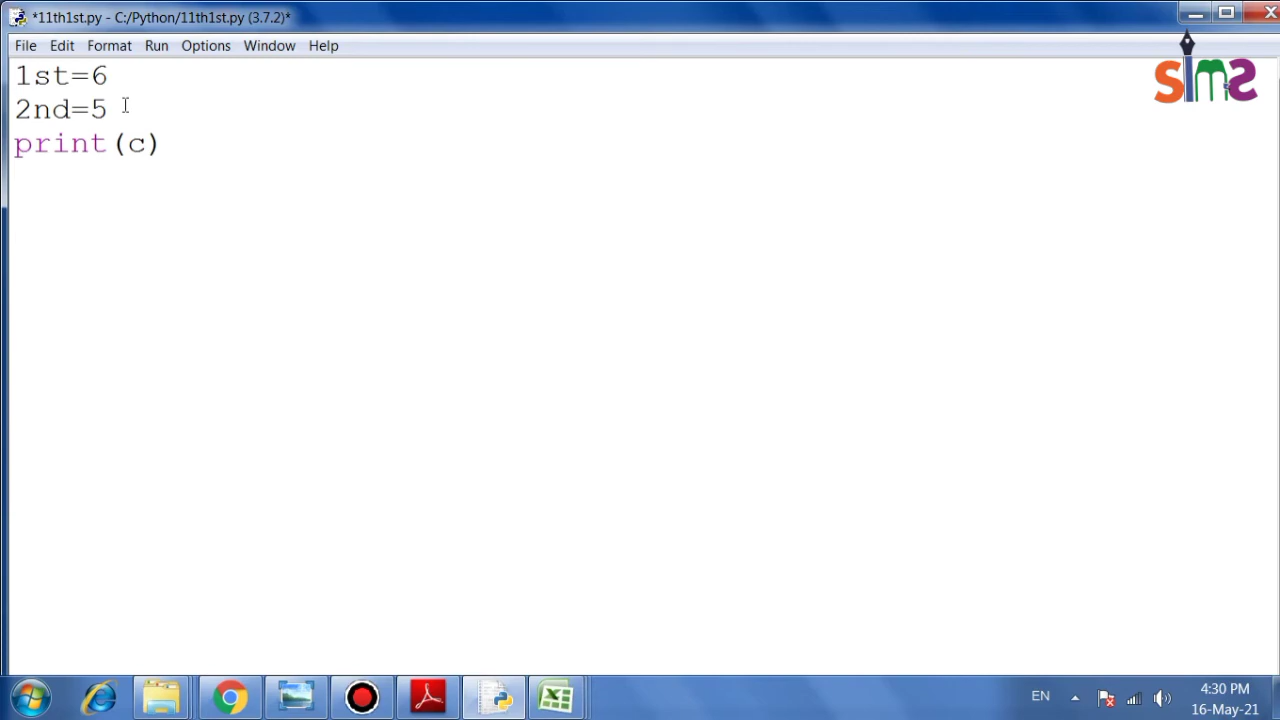 *11th1st.py - C:/Python/11th1st.py (3.7.2)*
File Edit Format Run Options Window Help
sims
1st=6
2nd=5
print(c)
EN
4:30 PM
16-May-21